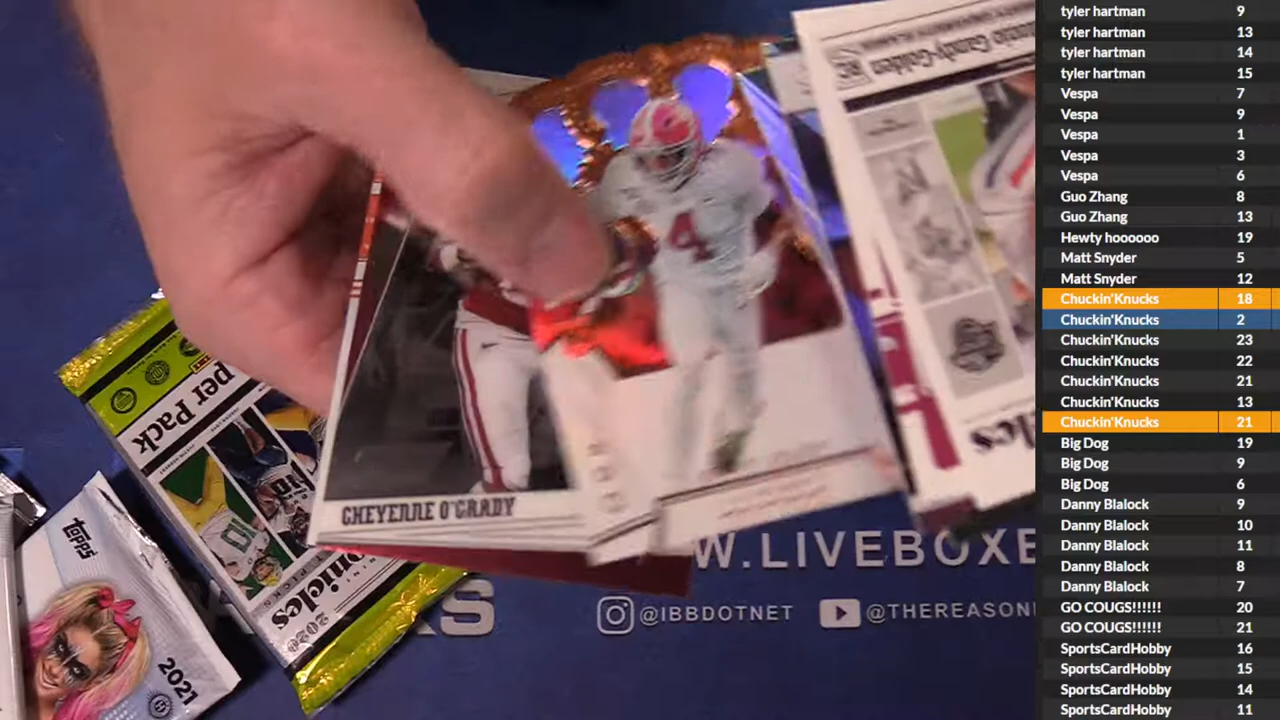 tyler hartman 9
tyler hartman 13
tyler hartman 14
tyler hartman 15
Vespa 7
Vespa 9
Vespa 1
Vespa 3
Vespa 6
Guo Zhang 8
Guo Zhang 13
Hewty hoooooo 19
Matt Snyder 5
Matt Snyder 12
Chuckin'Knucks 18
Chuckin'Knucks 2
Chuckin'Knucks 23
Chuckin'Knucks 22
Chuckin'Knucks 21
Chuckin'Knucks 13
Chuckin'Knucks 21
Big Dog 19
Big Dog 9
Big Dog 6
Danny Blalock 9
Danny Blalock 10
Danny Blalock 11
Danny Blalock 8
Danny Blalock 7
GO COUGS!!!!!! 20
GO COUGS!!!!!! 21
SportsCardHobby 16
SportsCardHobby 15
SportsCardHobby 14
SportsCardHobby 11
Gandy-Golden
RC
4
per Pack
CHEYENNE O'GRADY
W.LIVEBOXE
@IBBDOTNET
@THEREASON
topps
2021
2020